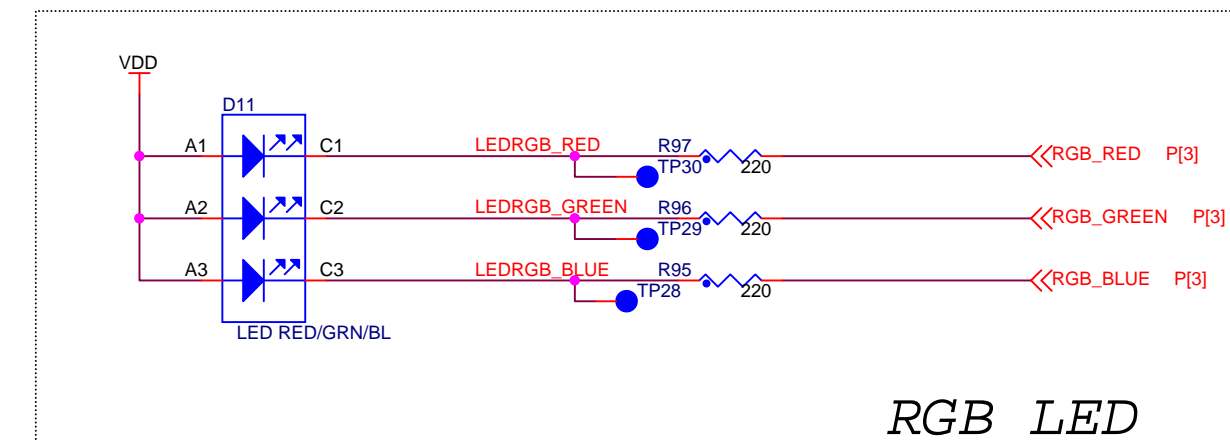 VDD
D11
A1 C1 LEDRGB_RED R97 RGB_RED P[3]
TP30 220
A2 C2 LEDRGB_GREEN R96 RGB_GREEN P[3]
TP29 220
A3 C3 LEDRGB_BLUE R95 RGB_BLUE P[3]
TP28 220
LED RED/GRN/BL
RGB LED